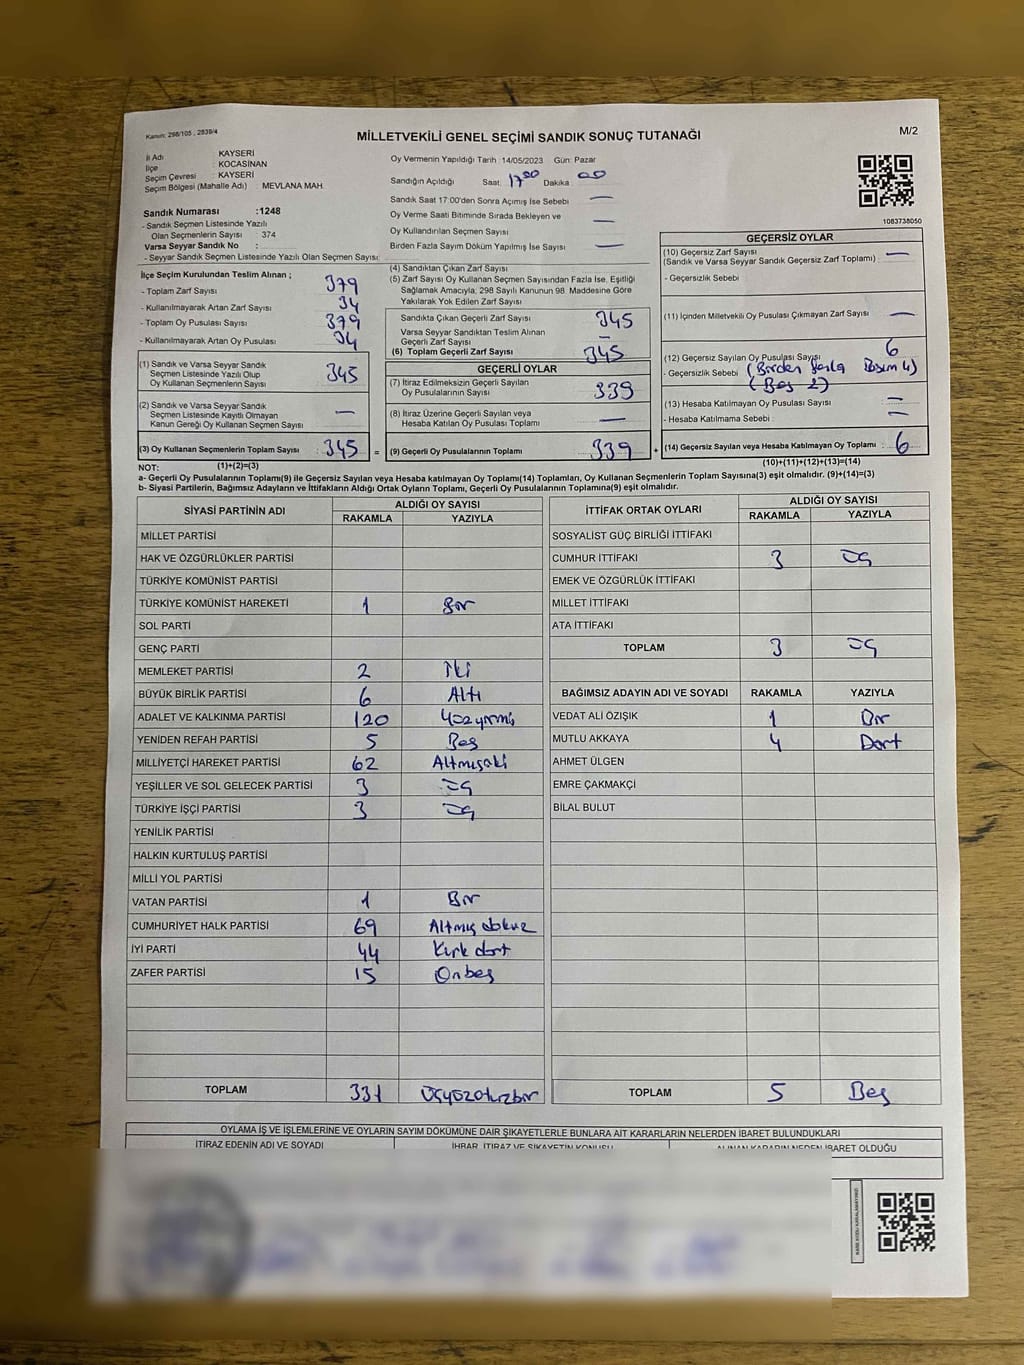 Kanun: 298/105 , 2839/4
MİLLETVEKİLİ GENEL SEÇİMİ SANDIK SONUÇ TUTANAĞI
M/2
İl Adı : KAYSERİ
İlçe : KOCASİNAN
Seçim Çevresi : KAYSERİ
Seçim Bölgesi (Mahalle Adı) : MEVLANA MAH.
Sandık Numarası :1248
- Sandık Seçmen Listesinde Yazılı
Olan Seçmenlerin Sayısı : 374
Varsa Seyyar Sandık No :
- Seyyar Sandık Seçmen Listesinde Yazılı Olan Seçmen Sayısı:
Oy Vermenin Yapıldığı Tarih :14/05/2023 Gün: Pazar
Sandığın Açıldığı Saat: 17:00 Dakika : 00
Sandık Saat 17:00'den Sonra Açımış İse Sebebi : —
Oy Verme Saati Bitiminde Sırada Bekleyen ve
Oy Kullandırılan Seçmen Sayısı : —
Birden Fazla Sayım Döküm Yapılmış İse Sayısı : —
1083738050
İlçe Seçim Kurulundan Teslim Alınan ;
- Toplam Zarf Sayısı : 379
- Kullanılmayarak Artan Zarf Sayısı : 34
- Toplam Oy Pusulası Sayısı : 379
- Kullanılmayarak Artan Oy Pusulası : 34
(1) Sandık ve Varsa Seyyar Sandık
Seçmen Listesinde Yazılı Olup
Oy Kullanan Seçmenlerin Sayısı : 345
(2) Sandık ve Varsa Seyyar Sandık
Seçmen Listesinde Kayıtlı Olmayan
Kanun Gereği Oy Kullanan Seçmen Sayısı : —
(3) Oy Kullanan Seçmenlerin Toplam Sayısı : 345 =
(4) Sandıktan Çıkan Zarf Sayısı
(5) Zarf Sayısı Oy Kullanan Seçmen Sayısından Fazla İse, Eşitliği
Sağlamak Amacıyla, 298 Sayılı Kanunun 98. Maddesine Göre
Yakılarak Yok Edilen Zarf Sayısı
Sandıkta Çıkan Geçerli Zarf Sayısı : 345
Varsa Seyyar Sandıktan Teslim Alınan
Geçerli Zarf Sayısı : —
(6) Toplam Geçerli Zarf Sayısı : 345
GEÇERLİ OYLAR
(7) İtiraz Edilmeksizin Geçerli Sayılan
Oy Pusulalarının Sayısı : 339
(8) İtiraz Üzerine Geçerli Sayılan veya
Hesaba Katılan Oy Pusulası Toplamı : —
(9) Geçerli Oy Pusulalarının Toplamı : 339 +
GEÇERSİZ OYLAR
(10) Geçersiz Zarf Sayısı
(Sandık ve Varsa Seyyar Sandık Geçersiz Zarf Toplamı) : —
- Geçersizlik Sebebi :
(11) İçinden Milletvekili Oy Pusulası Çıkmayan Zarf Sayısı : —
(12) Geçersiz Sayılan Oy Pusulası Sayısı : 6
- Geçersizlik Sebebi : (Birden fazla Basım 4)
(Boş 2)
(13) Hesaba Katılmayan Oy Pusulası Sayısı : —
- Hesaba Katılmama Sebebi : —
(14) Geçersiz Sayılan veya Hesaba Katılmayan Oy Toplamı : 6
NOT: (1)+(2)=(3) (10)+(11)+(12)+(13)=(14)
a- Geçerli Oy Pusulalarının Toplamı(9) ile Geçersiz Sayılan veya Hesaba katılmayan Oy Toplamı(14) Toplamları, Oy Kullanan Seçmenlerin Toplam Sayısına(3) eşit olmalıdır. (9)+(14)=(3)
b- Siyasi Partilerin, Bağımsız Adayların ve İttifakların Aldığı Ortak Oyların Toplamı, Geçerli Oy Pusulalarının Toplamına(9) eşit olmalıdır.
SİYASİ PARTİNİN ADI ALDIĞI OY SAYISI
RAKAMLA YAZIYLA
MİLLET PARTİSİ
HAK VE ÖZGÜRLÜKLER PARTİSİ
TÜRKİYE KOMÜNİST PARTİSİ
TÜRKİYE KOMÜNİST HAREKETİ 1 Bir
SOL PARTİ
GENÇ PARTİ
MEMLEKET PARTİSİ 2 İki
BÜYÜK BİRLİK PARTİSİ 6 Altı
ADALET VE KALKINMA PARTİSİ 120 Yüzyirmi
YENİDEN REFAH PARTİSİ 5 Beş
MİLLİYETÇİ HAREKET PARTİSİ 62 Altmışiki
YEŞİLLER VE SOL GELECEK PARTİSİ 3 Üç
TÜRKİYE İŞÇİ PARTİSİ 3 Üç
YENİLİK PARTİSİ
HALKIN KURTULUŞ PARTİSİ
MİLLİ YOL PARTİSİ
VATAN PARTİSİ 1 Bir
CUMHURİYET HALK PARTİSİ 69 Altmış dokuz
İYİ PARTİ 44 Kırk dört
ZAFER PARTİSİ 15 Onbeş
TOPLAM 331 Üçyüzotuzbir
İTTİFAK ORTAK OYLARI ALDIĞI OY SAYISI
RAKAMLA YAZIYLA
SOSYALİST GÜÇ BİRLİĞİ İTTİFAKI
CUMHUR İTTİFAKI 3 Üç
EMEK VE ÖZGÜRLÜK İTTİFAKI
MİLLET İTTİFAKI
ATA İTTİFAKI
TOPLAM 3 Üç
BAĞIMSIZ ADAYIN ADI VE SOYADI RAKAMLA YAZIYLA
VEDAT ALİ ÖZIŞIK 1 Bir
MUTLU AKKAYA 4 Dört
AHMET ÜLGEN
EMRE ÇAKMAKÇİ
BİLAL BULUT
TOPLAM 5 Beş
OYLAMA İŞ VE İŞLEMLERİNE VE OYLARIN SAYIM DÖKÜMÜNE DAİR ŞİKAYETLERLE BUNLARA AİT KARARLARIN NELERDEN İBARET BULUNDUKLARI
İTİRAZ EDENİN ADI VE SOYADI İHBAR, İTİRAZ VE ŞİKAYETİN KONUSU ALINAN KARARIN NEDEN İBARET OLDUĞU